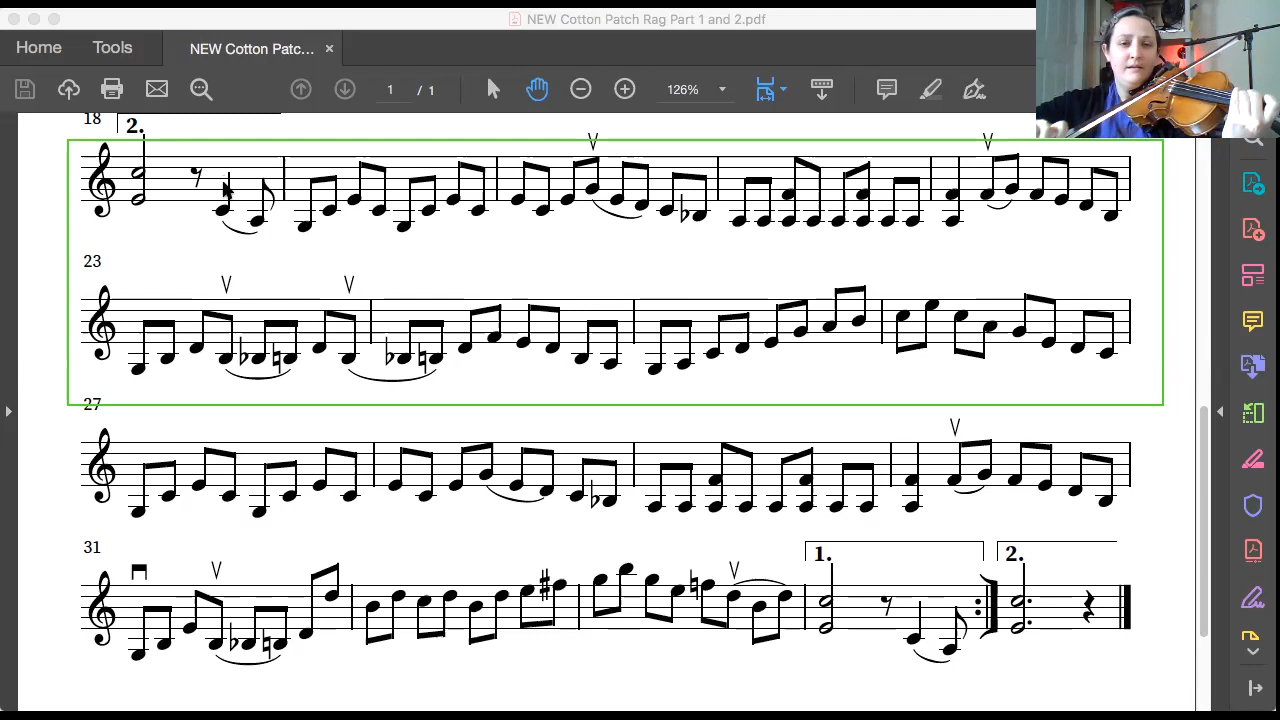 NEW Cotton Patch Rag Part 1 and 2.pdf
Home Tools NEW Cotton Patc... ×
1 / 1 126%
18 2.
23
27
31 1. 2.